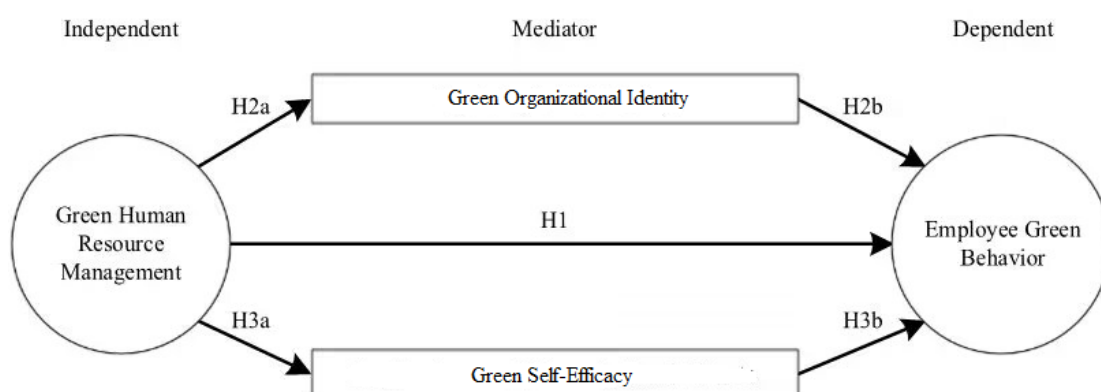 Independent
Mediator
Dependent
Green Organizational Identity
H2a
H2b
Green Human
Resource
Management
H1
Employee Green
Behavior
H3a
H3b
Green Self-Efficacy